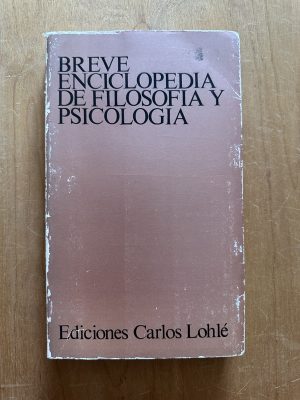 BREVE
ENCICLOPEDIA
DE FILOSOFIA Y
PSICOLOGIA
Ediciones Carlos Lohlé